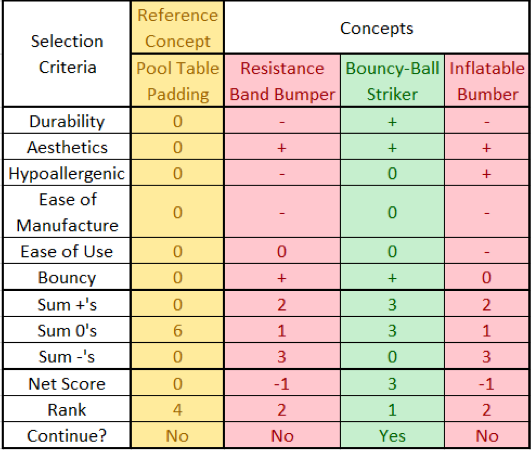 Selection Criteria | Reference Concept | Concepts
Pool Table Padding | Resistance Band Bumper | Bouncy-Ball Striker | Inflatable Bumber
Durability | 0 | - | + | -
Aesthetics | 0 | + | + | +
Hypoallergenic | 0 | - | 0 | +
Ease of Manufacture | 0 | - | 0 | -
Ease of Use | 0 | 0 | 0 | -
Bouncy | 0 | + | + | 0
Sum +'s | 0 | 2 | 3 | 2
Sum 0's | 6 | 1 | 3 | 1
Sum -'s | 0 | 3 | 0 | 3
Net Score | 0 | -1 | 3 | -1
Rank | 4 | 2 | 1 | 2
Continue? | No | No | Yes | No